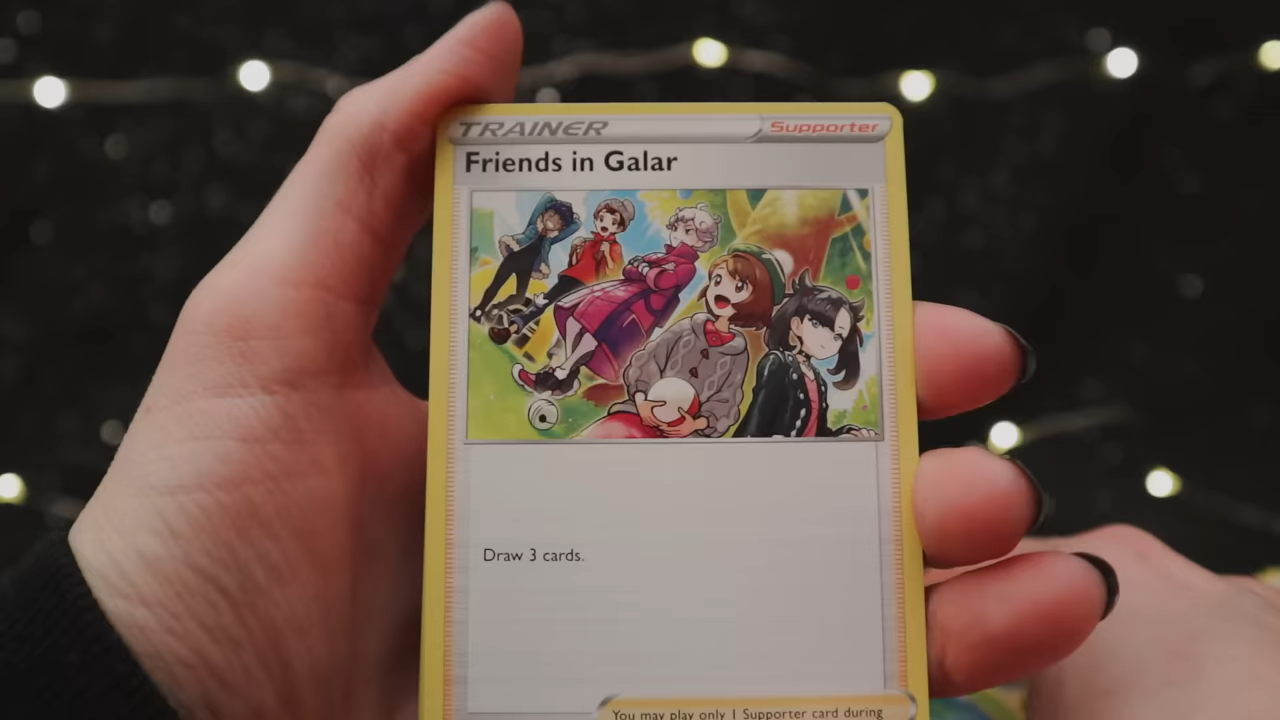 TRAINER Supporter
Friends in Galar
Draw 3 cards.
You may play only 1 Supporter card during